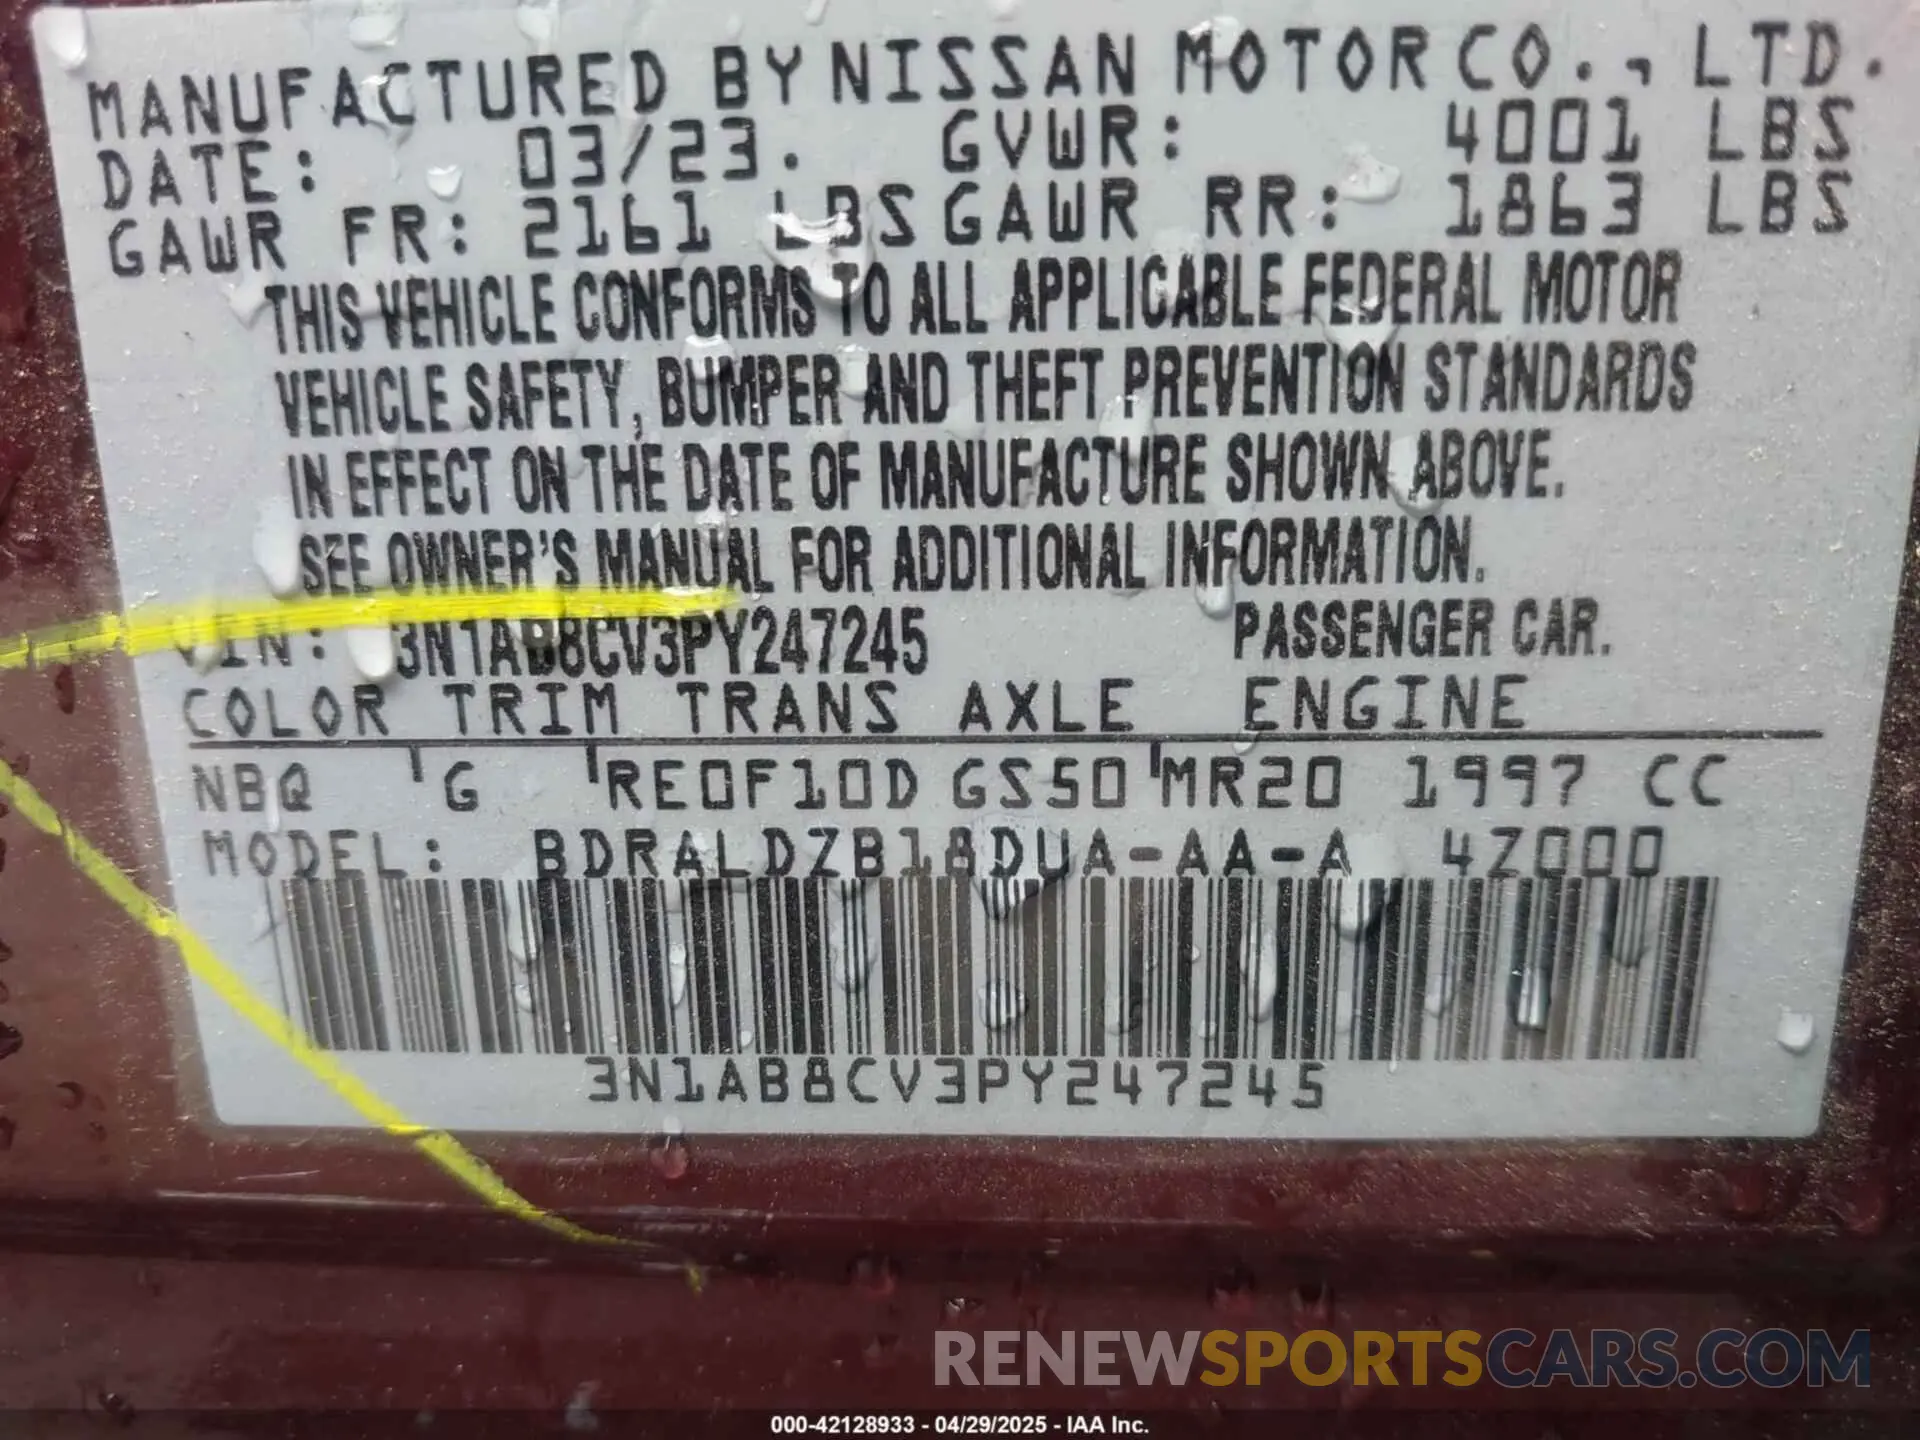 MANUFACTURED BY NISSAN MOTOR CO., LTD.
DATE: 03/23. GVWR: 4001 LBS
GAWR FR: 2161 LBS GAWR RR: 1863 LBS
THIS VEHICLE CONFORMS TO ALL APPLICABLE FEDERAL MOTOR
VEHICLE SAFETY, BUMPER AND THEFT PREVENTION STANDARDS
IN EFFECT ON THE DATE OF MANUFACTURE SHOWN ABOVE.
SEE OWNER'S MANUAL FOR ADDITIONAL INFORMATION.
VIN: 3N1AB8CV3PY247245 PASSENGER CAR.
COLOR TRIM TRANS AXLE ENGINE
NBQ G RE0F10D GS50 MR20 1997 CC
MODEL: BDRALDZB18DUA-AA-A 4Z000
3N1AB8CV3PY247245
RENEWSPORTSCARS.COM
000-42128933 - 04/29/2025 - IAA Inc.